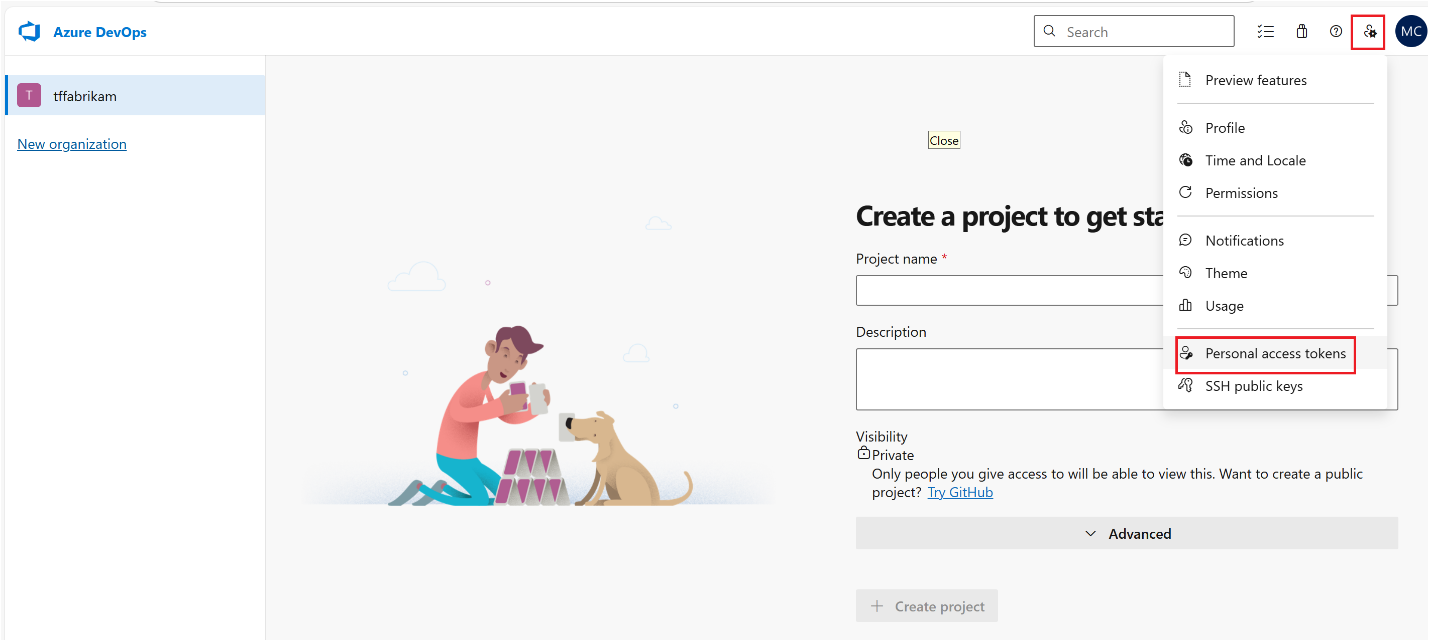 Azure DevOps
Search
MC
T
tffabrikam
New organization
Close
Create a project to get sta
Project name *
Description
Visibility
Private
Only people you give access to will be able to view this. Want to create a public
project? Try GitHub
Advanced
+ Create project
Preview features
Profile
Time and Locale
Permissions
Notifications
Theme
Usage
Personal access tokens
SSH public keys